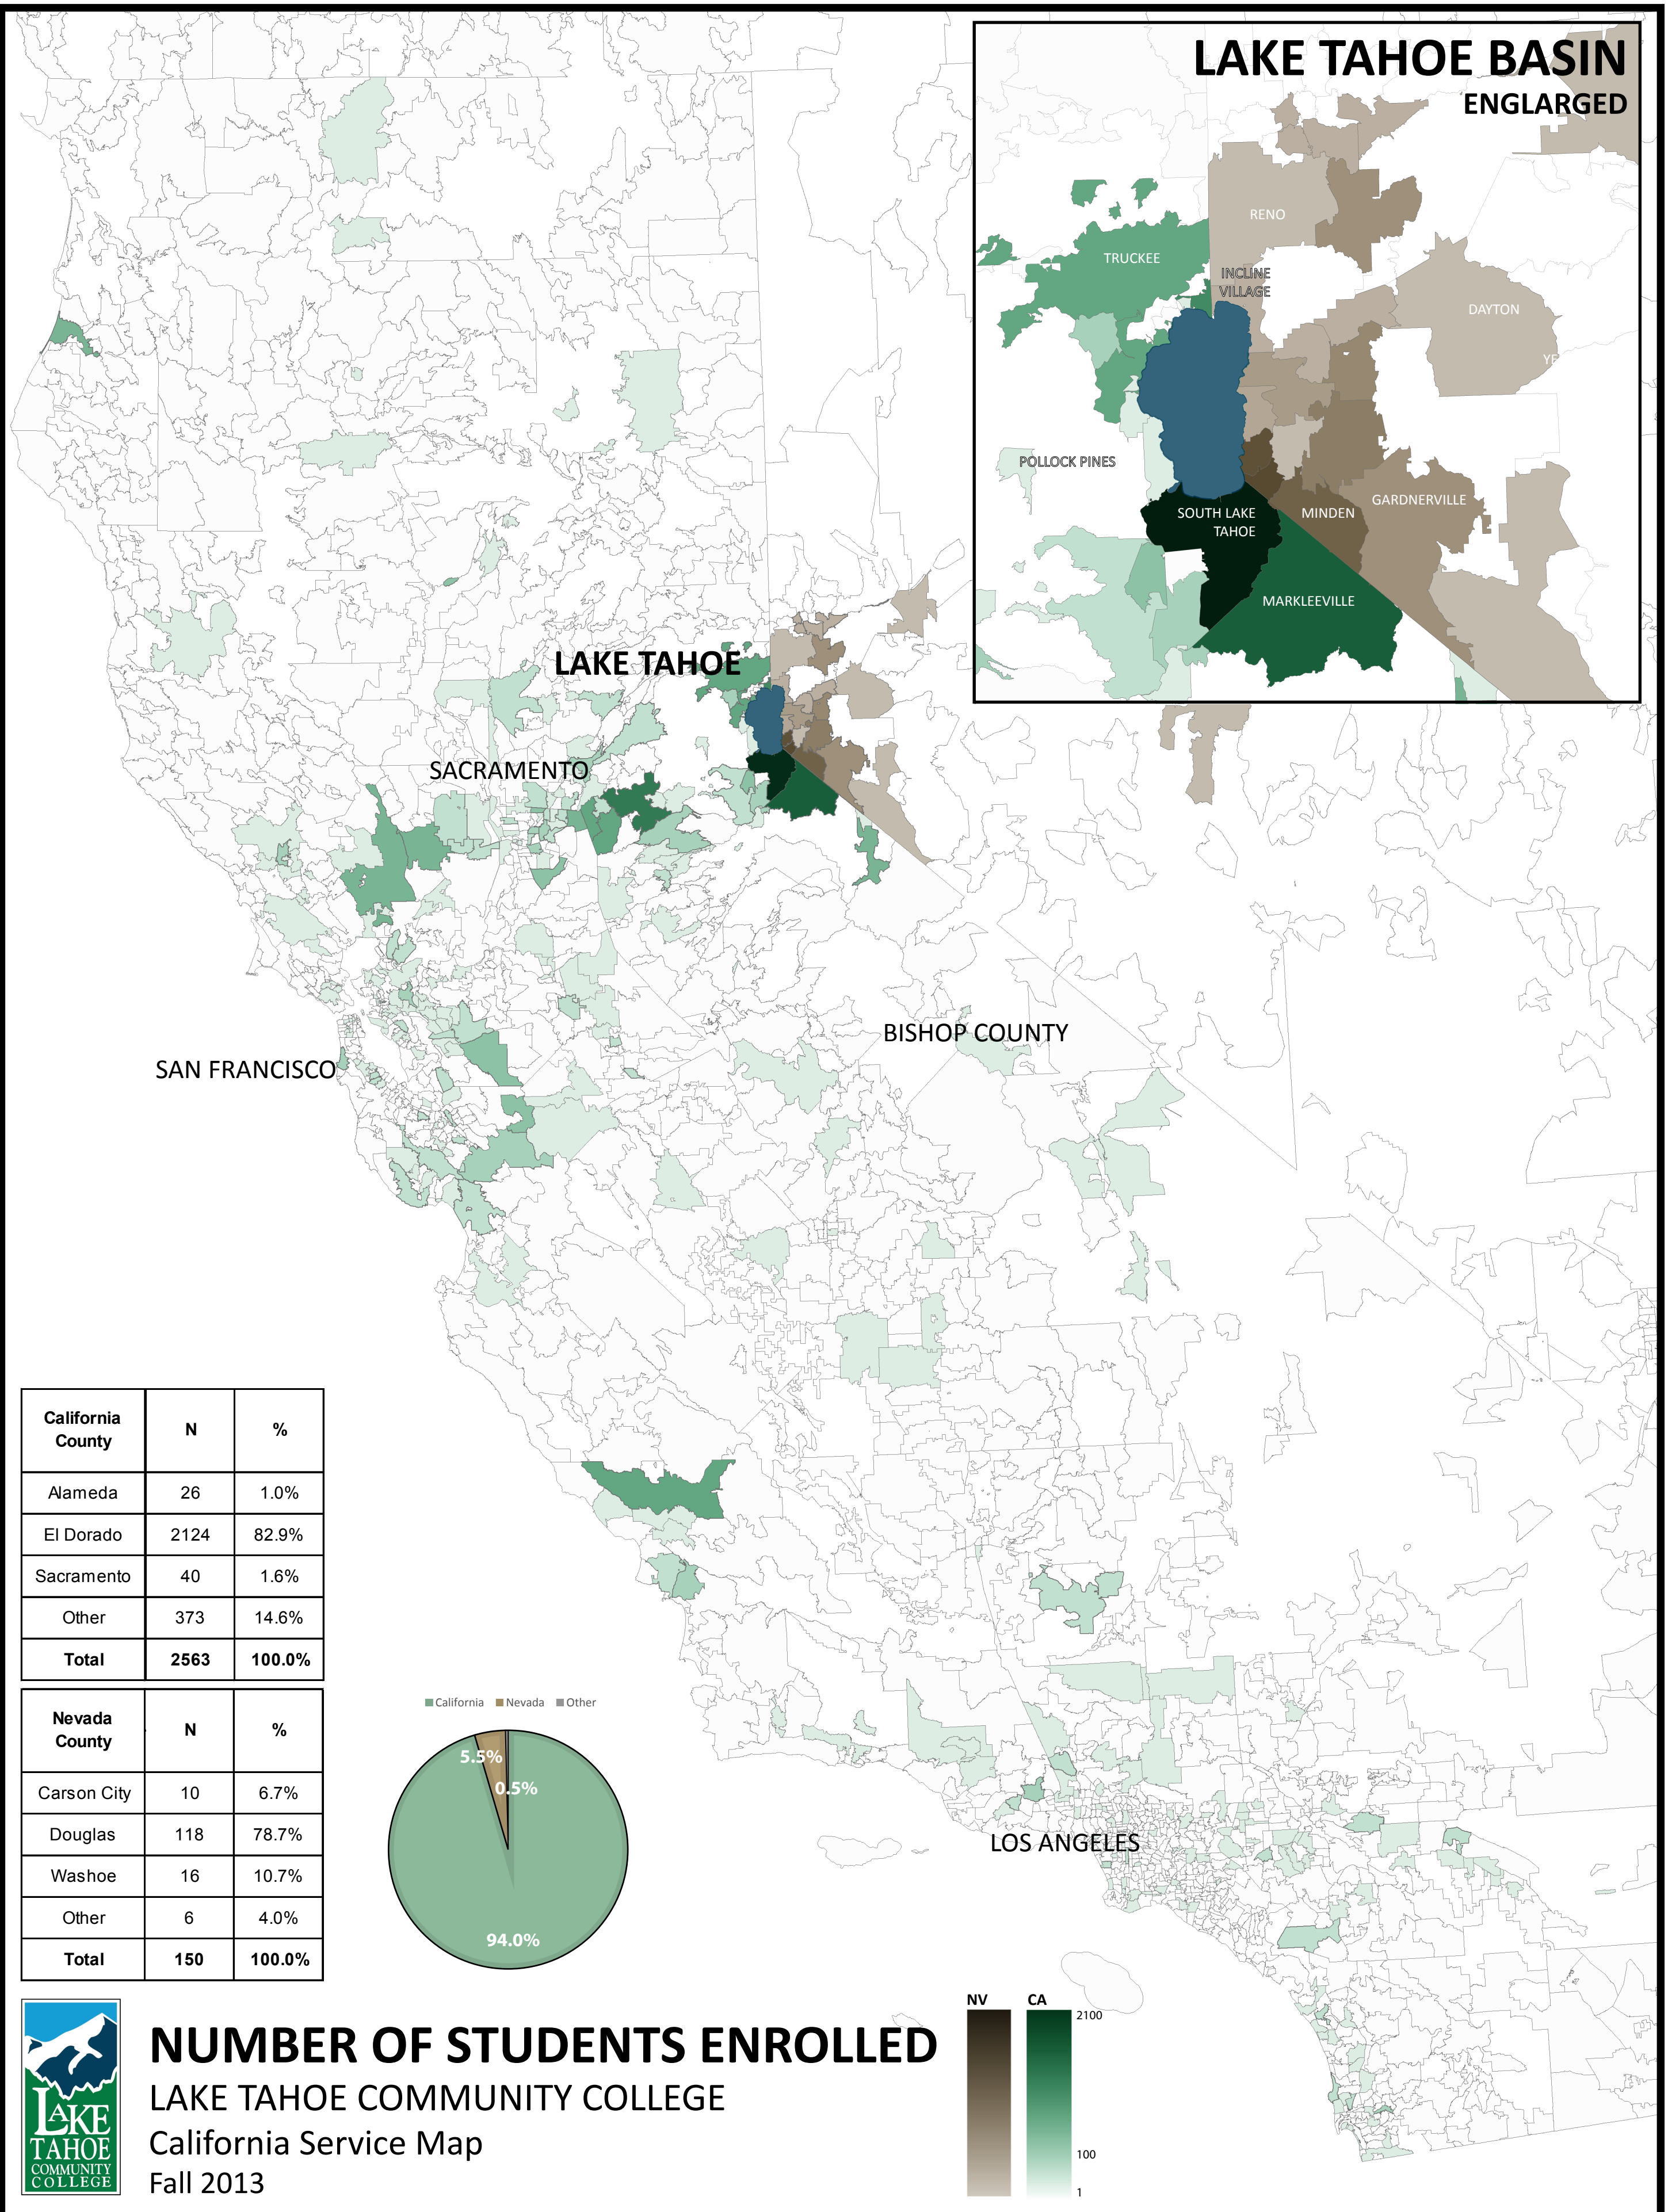 LAKE TAHOE BASIN
ENGLARGED
RENO
TRUCKEE
INCLINE
VILLAGE
DAYTON
YE
POLLOCK PINES
GARDNERVILLE
SOUTH LAKE
TAHOE
MINDEN
MARKLEEVILLE
LAKE TAHOE
SACRAMENTO
BISHOP COUNTY
SAN FRANCISCO
LOS ANGELES
California County N %
Alameda 26 1.0%
El Dorado 2124 82.9%
Sacramento 40 1.6%
Other 373 14.6%
Total 2563 100.0%
Nevada County N %
Carson City 10 6.7%
Douglas 118 78.7%
Washoe 16 10.7%
Other 6 4.0%
Total 150 100.0%
California Nevada Other
5.5%
0.5%
94.0%
NV CA
2100
100
1
LAKE
TAHOE
COMMUNITY
COLLEGE
NUMBER OF STUDENTS ENROLLED
LAKE TAHOE COMMUNITY COLLEGE
California Service Map
Fall 2013